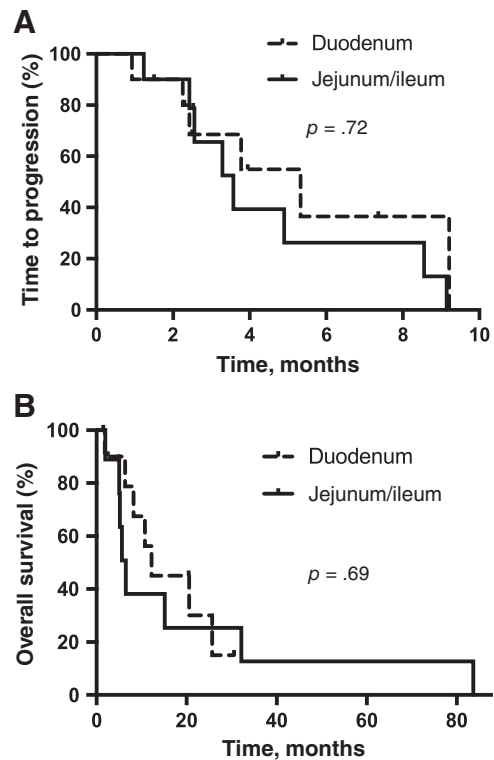 A
Duodenum
Jejunum/ileum
p = .72
Time to progression (%)
100
80
60
40
20
0
0 2 4 6 8 10
Time, months
B
Duodenum
Jejunum/ileum
p = .69
Overall survival (%)
100
80
60
40
20
0
0 20 40 60 80
Time, months